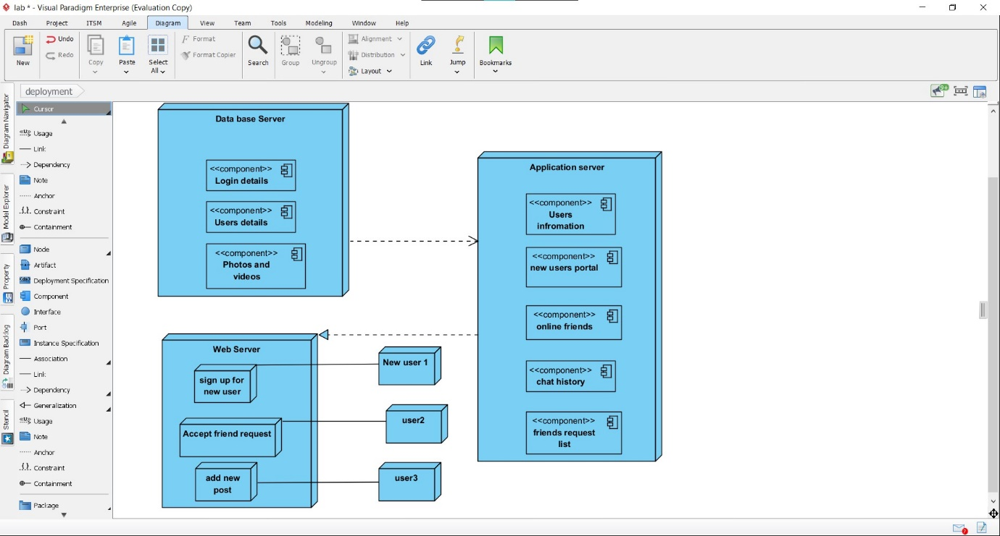 lab * - Visual Paradigm Enterprise (Evaluation Copy)
Dash Project ITSM Agile Diagram View Team Tools Modeling Window Help
New
Undo
Redo
Copy
Paste
Select
All
Format
Format Copier
Search
Group
Ungroup
Alignment
Distribution
Layout
Link
Jump
Bookmarks
deployment
9+
Diagram Navigator
Model Explorer
Property
Diagram Backlog
Stencil
Cursor
«U» Usage
Link
Dependency
Note
Anchor
{.}. Constraint
Containment
Node
Artifact
Deployment Specification
Component
Interface
Port
Instance Specification
Association
Link
Dependency
Generalization
«U» Usage
Note
Anchor
{.}. Constraint
Containment
Package
Data base Server
<<component>>
Login details
<<component>>
Users details
<<component>>
Photos and
videos
Application server
<<component>>
Users
infromation
<<component>>
new users portal
<<component>>
online friends
<<component>>
chat history
<<component>>
friends request
list
Web Server
sign up for
new user
Accept friend request
add new
post
New user 1
user2
user3